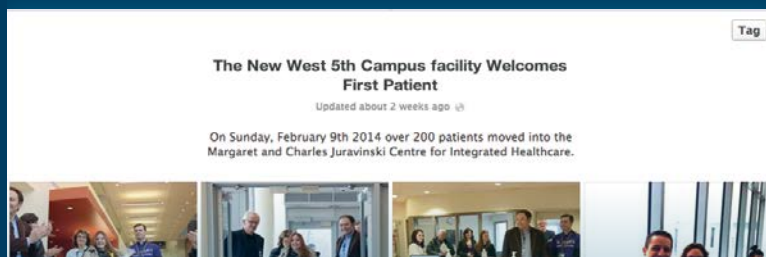 Tag
The New West 5th Campus facility Welcomes
First Patient
Updated about 2 weeks ago
On Sunday, February 9th 2014 over 200 patients moved into the
Margaret and Charles Juravinski Centre for Integrated Healthcare.